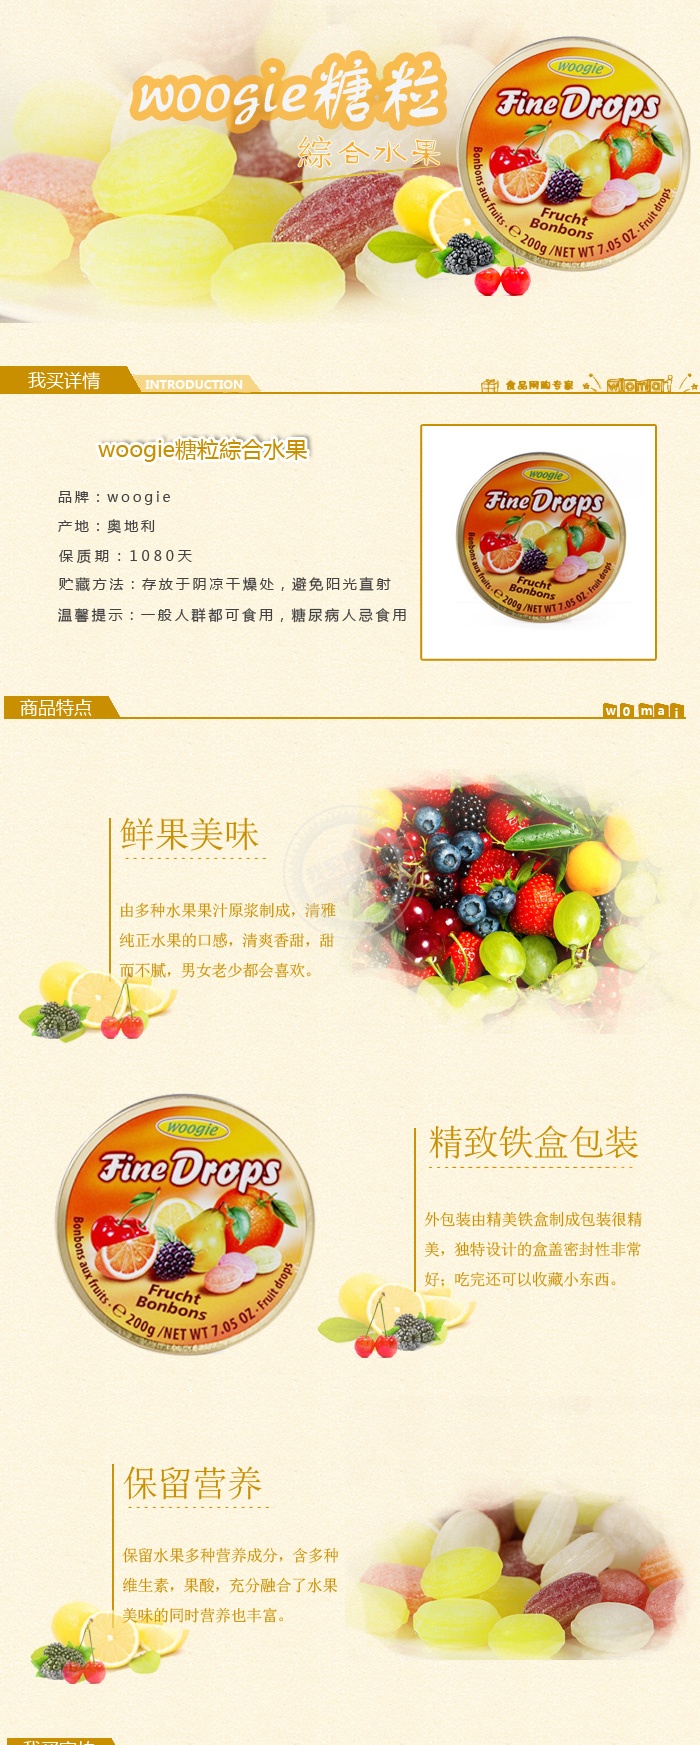 woogie糖粒
綜合水果
woogie
Fine Drops
Frucht
Bonbons
Bonbons aux fruits · ℮ 200g /NET WT 7.05 OZ · Fruit drops
我买详情
INTRODUCTION
食品网购专家
womai
woogie糖粒綜合水果
品牌：woogie
产地：奥地利
保质期：1080天
贮藏方法：存放于阴凉干燥处，避免阳光直射
温馨提示：一般人群都可食用，糖尿病人忌食用
woogie
Fine Drops
Frucht
Bonbons
Bonbons aux fruits · ℮ 200g /NET WT 7.05 OZ · Fruit drops
商品特点
w0mai
鲜果美味
由多种水果果汁原浆制成，清雅
纯正水果的口感，清爽香甜，甜
而不腻，男女老少都会喜欢。
woogie
Fine Drops
Frucht
Bonbons
Bonbons aux fruits · ℮ 200g /NET WT 7.05 OZ · Fruit drops
精致铁盒包装
外包装由精美铁盒制成包装很精
美，独特设计的盒盖密封性非常
好；吃完还可以收藏小东西。
保留营养
保留水果多种营养成分，含多种
维生素，果酸，充分融合了水果
美味的同时营养也丰富。